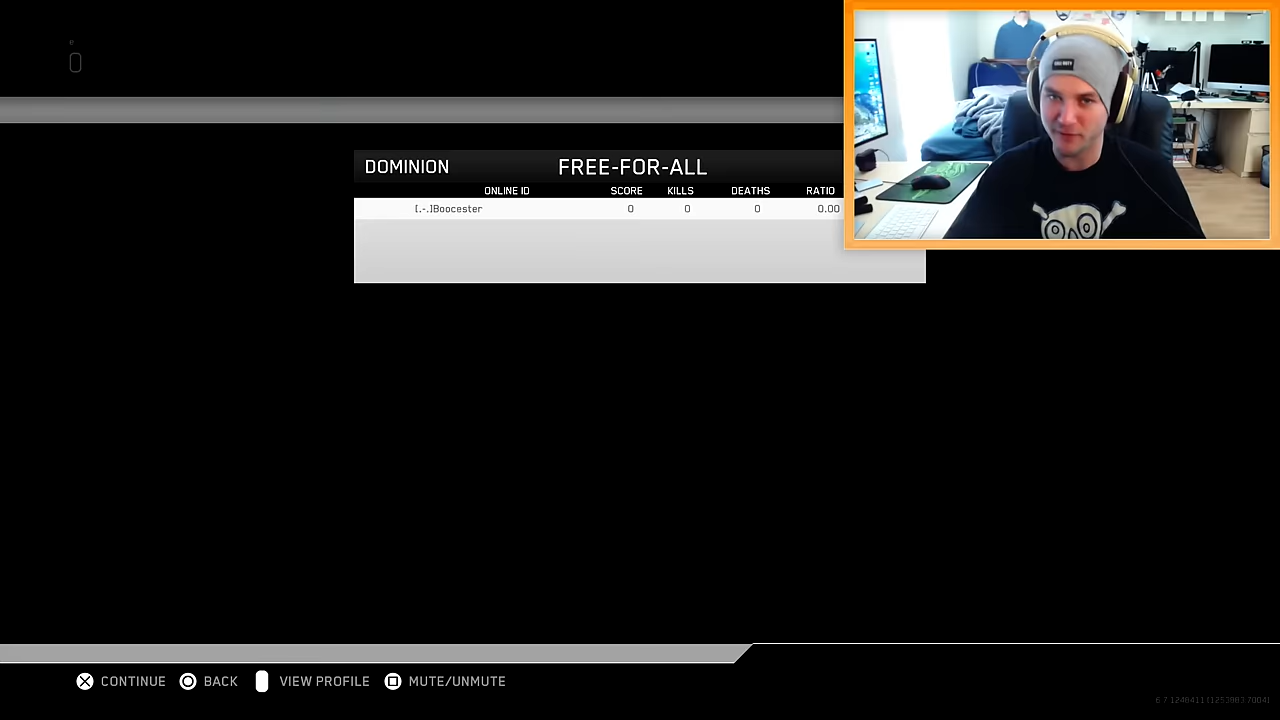 DOMINION FREE-FOR-ALL
ONLINE ID SCORE KILLS DEATHS RATIO
[.-.]Boocester 0 0 0 0.00
CONTINUE BACK VIEW PROFILE MUTE/UNMUTE